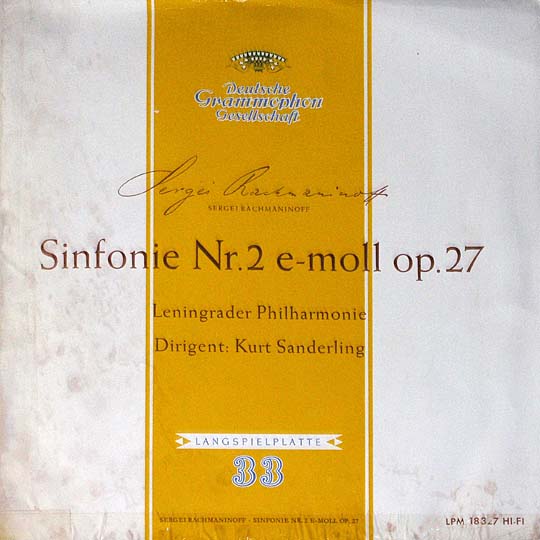 Deutsche
Grammophon
Gesellschaft
Sergei Rachmaninoff
SERGEI RACHMANINOFF
Sinfonie Nr. 2 e-moll op. 27
Leningrader Philharmonie
Dirigent: Kurt Sanderling
LANGSPIELPLATTE
33
SERGEI RACHMANINOFF - SINFONIE NR. 2 E-MOLL OP. 27
LPM HI-FI